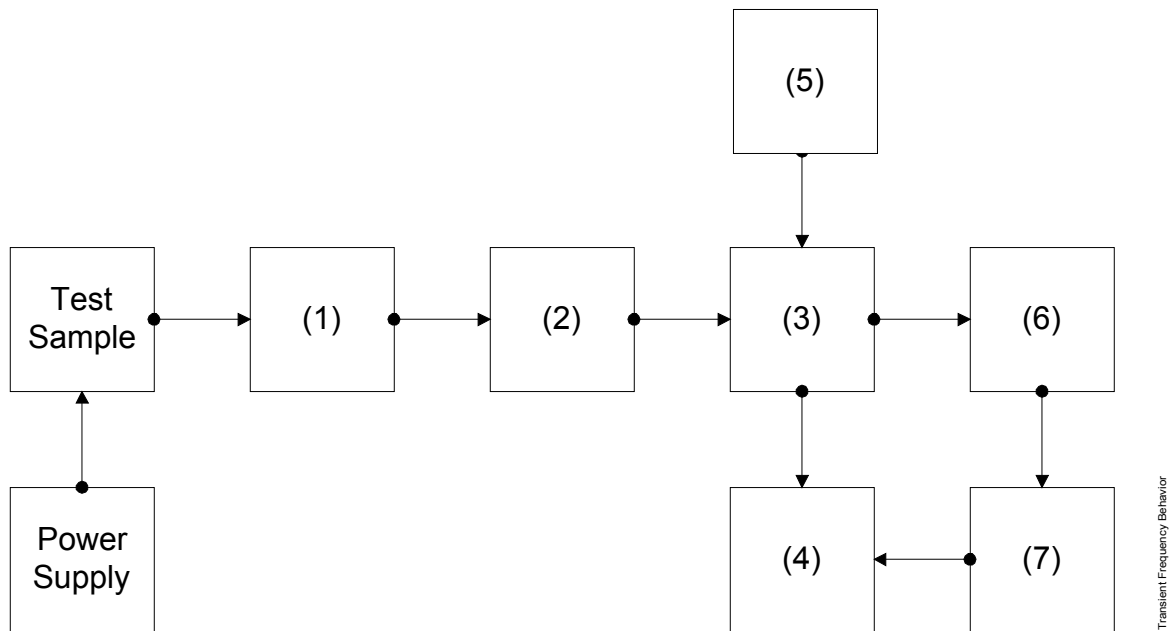 (5)
Test
Sample
(1)
(2)
(3)
(6)
Power
Supply
(4)
(7)
Transient Frequency Behavior